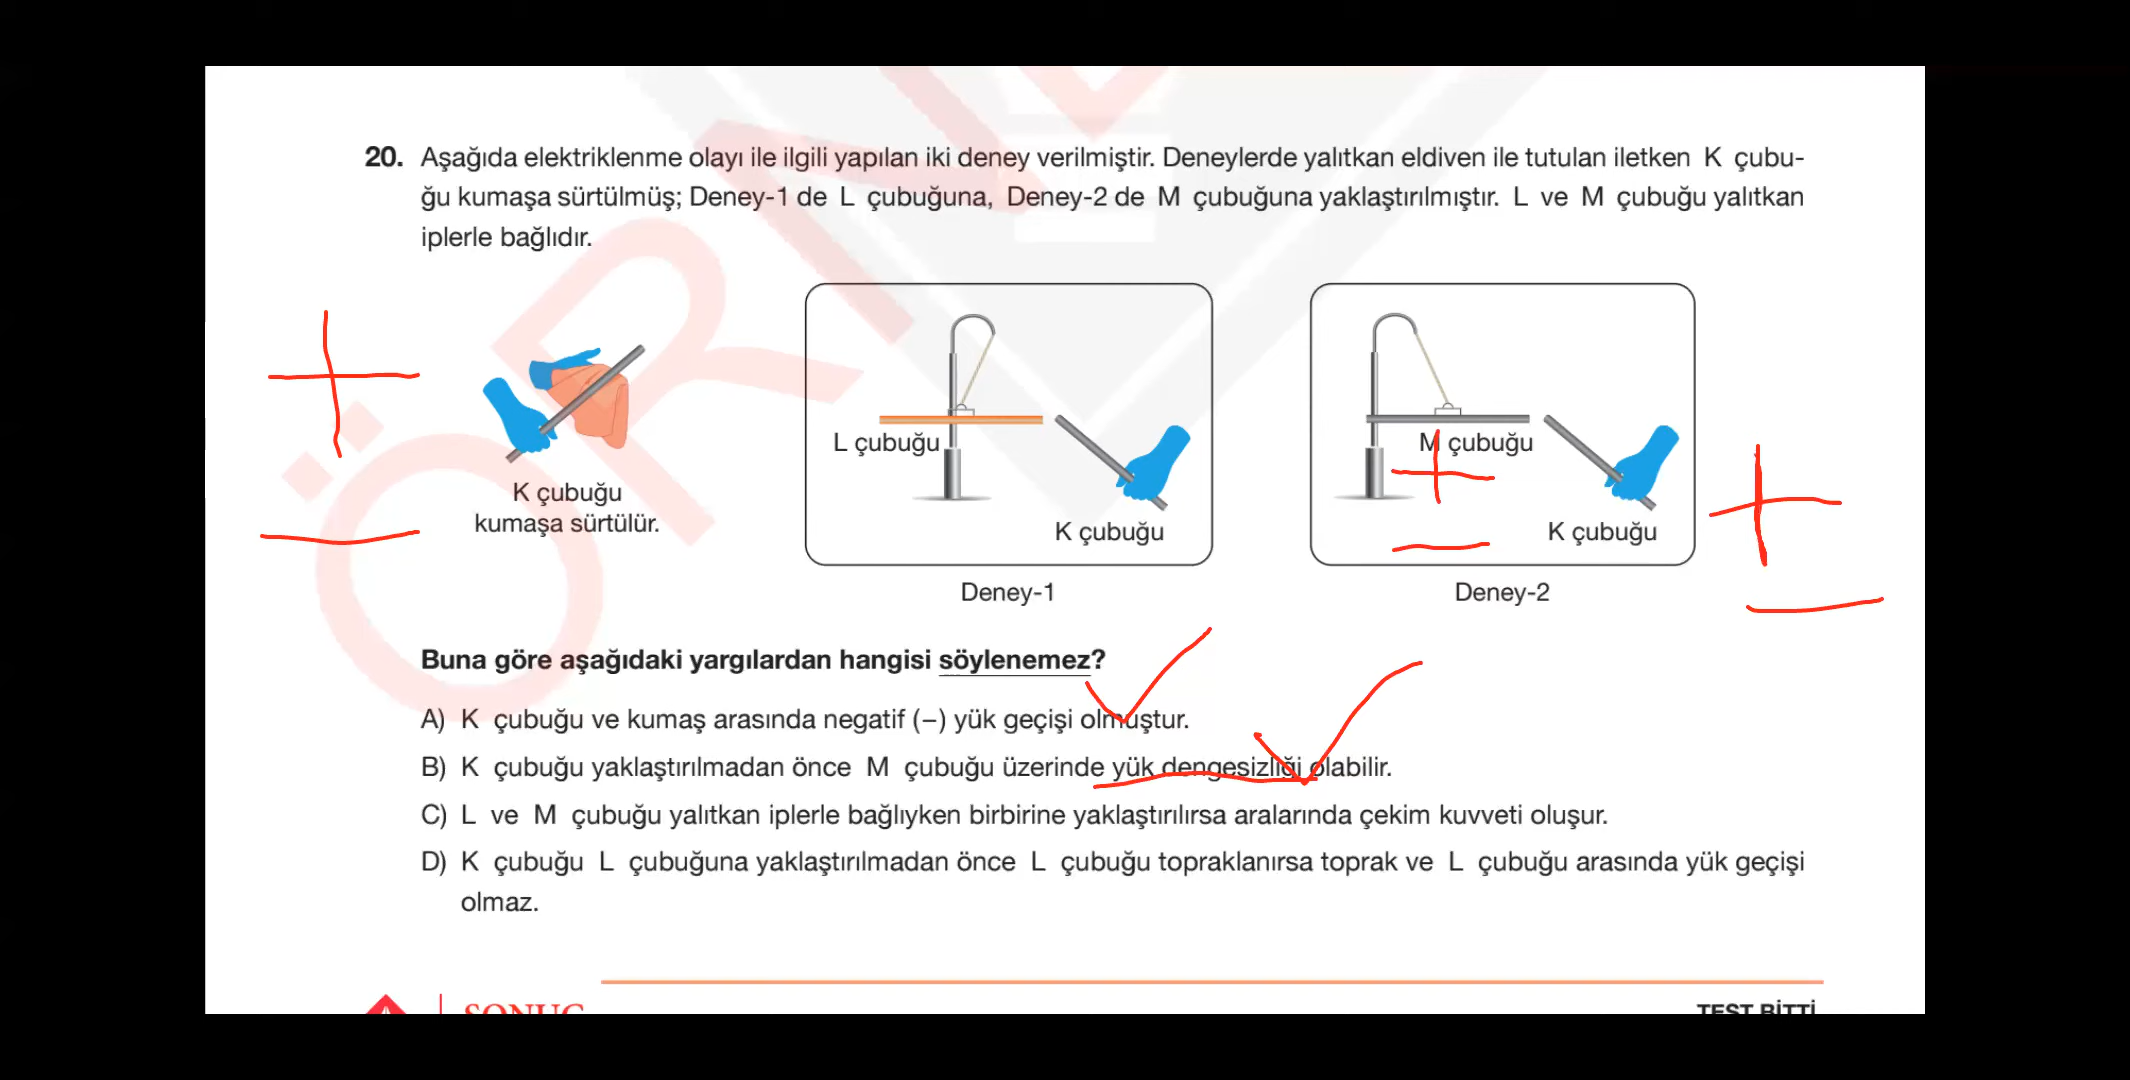 20. Aşağıda elektriklenme olayı ile ilgili yapılan iki deney verilmiştir. Deneylerde yalıtkan eldiven ile tutulan iletken K çubu-
ğu kumaşa sürtülmüş; Deney-1 de L çubuğuna, Deney-2 de M çubuğuna yaklaştırılmıştır. L ve M çubuğu yalıtkan
iplerle bağlıdır.
K çubuğu
kumaşa sürtülür.
L çubuğu
K çubuğu
Deney-1
M çubuğu
K çubuğu
Deney-2
+
−
+
−
+
−
Buna göre aşağıdaki yargılardan hangisi söylenemez?
A) K çubuğu ve kumaş arasında negatif (−) yük geçişi olmuştur.
B) K çubuğu yaklaştırılmadan önce M çubuğu üzerinde yük dengesizliği olabilir.
C) L ve M çubuğu yalıtkan iplerle bağlıyken birbirine yaklaştırılırsa aralarında çekim kuvveti oluşur.
D) K çubuğu L çubuğuna yaklaştırılmadan önce L çubuğu topraklanırsa toprak ve L çubuğu arasında yük geçişi
olmaz.
SONUÇ
TEST BİTTİ